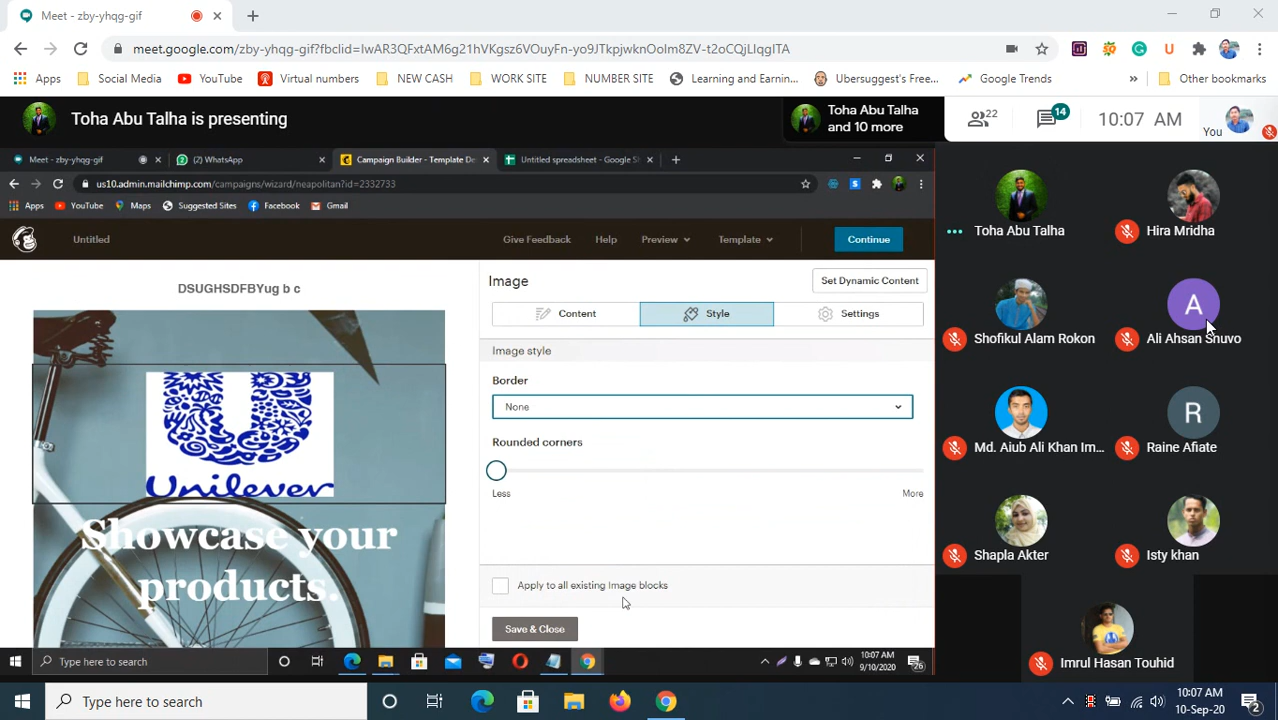 Meet - zby-yhqg-gif
meet.google.com/zby-yhqg-gif?fbclid=IwAR3QFxtAM6g21hVKgsz6VOuyFn-yo9JTkpjwknOolm8ZV-t2oCQjLlqgITA
Apps Social Media YouTube Virtual numbers NEW CASH WORK SITE NUMBER SITE Learning and Earnin... Ubersuggest's Free... Google Trends » Other bookmarks
Toha Abu Talha is presenting
Toha Abu Talha
and 10 more
22
14
10:07 AM
You
Meet - zby-yhqg-gif (2) WhatsApp Campaign Builder - Template De Untitled spreadsheet - Google Sh
us10.admin.mailchimp.com/campaigns/wizard/neapolitan?id=2332733
Apps YouTube Maps Suggested Sites Facebook Gmail
Untitled Give Feedback Help Preview Template Continue
DSUGHSDFBYug b c
Unilever
Showcase your
products.
Image
Set Dynamic Content
Content Style Settings
Image style
Border
None
Rounded corners
Less More
Apply to all existing Image blocks
Save & Close
Toha Abu Talha
Hira Mridha
Shofikul Alam Rokon
A
Ali Ahsan Shuvo
Md. Aiub Ali Khan Im...
R
Raine Afiate
Shapla Akter
Isty khan
Imrul Hasan Touhid
Type here to search
10:07 AM
9/10/2020
26
Type here to search
10:07 AM
10-Sep-20
2